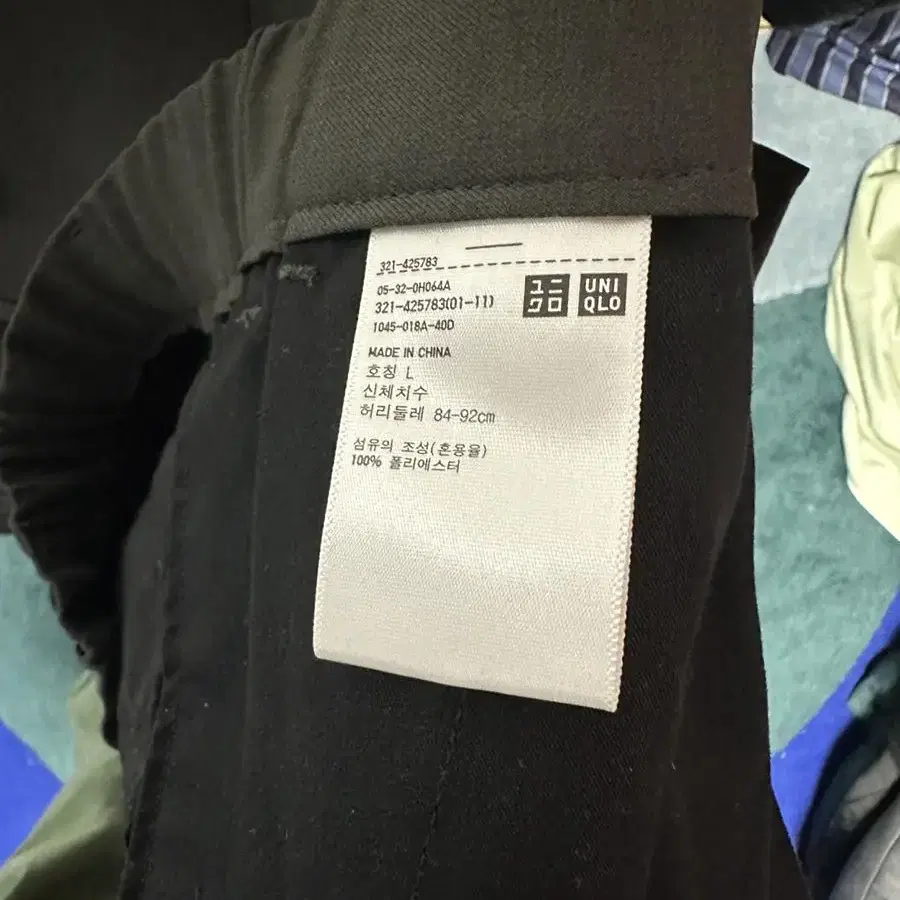 321-425783
05-32-0H064A
321-425783(01-11)
1045-018A-40D
ユニ
クロ
UNI
QLO
MADE IN CHINA
호칭 L
신체치수
허리둘레 84-92cm
섬유의 조성(혼용율)
100% 폴리에스터